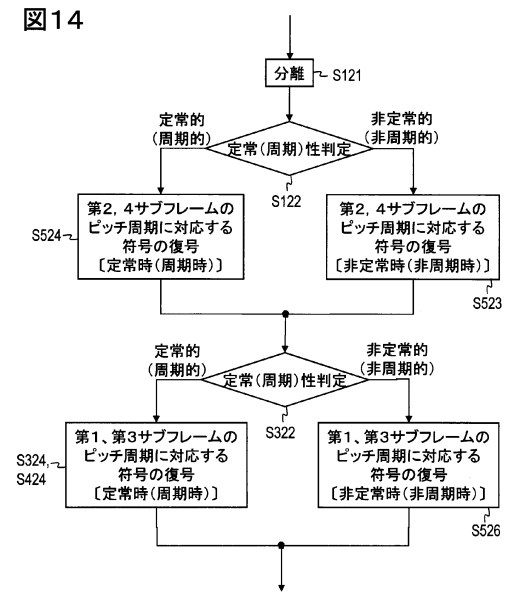 図14
分離
S121
定常的
(周期的)
非定常的
(非周期的)
定常(周期)性判定
S122
第2,4サブフレームの
ピッチ周期に対応する
符号の復号
〔定常時(周期時)〕
S524
第2,4サブフレームの
ピッチ周期に対応する
符号の復号
〔非定常時(非周期時)〕
S523
定常的
(周期的)
非定常的
(非周期的)
定常(周期)性判定
S322
第1、第3サブフレームの
ピッチ周期に対応する
符号の復号
〔定常時(周期時)〕
S324,
S424
第1、第3サブフレームの
ピッチ周期に対応する
符号の復号
〔非定常時(非周期時)〕
S526